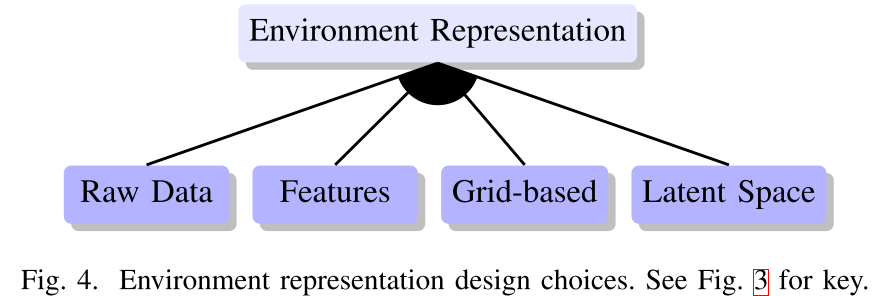 Environment Representation
Raw Data
Features
Grid-based
Latent Space
Fig. 4. Environment representation design choices. See Fig. 3 for key.